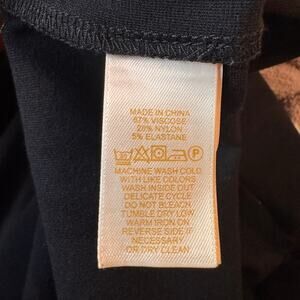 MADE IN CHINA
67% VISCOSE
28% NYLON
5% ELASTANE
P
MACHINE WASH COLD
WITH LIKE COLORS
WASH INSIDE OUT
DELICATE CYCLE
DO NOT BLEACH
TUMBLE DRY LOW
WARM IRON ON
REVERSE SIDE IF
NECESSARY
OR DRY CLEAN